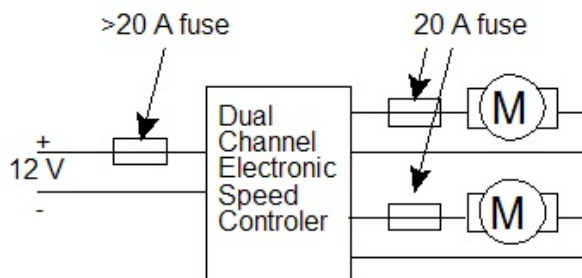 >20 A fuse
20 A fuse
+
12 V
-
Dual
Channel
Electronic
Speed
Controler
M
M